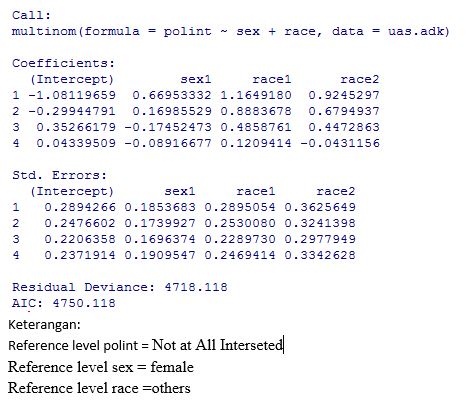 Call:
multinom(formula = polint ~ sex + race, data = uas.adk)
Coefficients:
(Intercept) sex1 race1 race2
1 -1.08119659 0.66953332 1.1649180 0.9245297
2 -0.29944791 0.16985529 0.8883678 0.6794937
3 0.35266179 -0.17452473 0.4858761 0.4472863
4 0.04339509 -0.08916677 0.1209414 -0.0431156
Std. Errors:
(Intercept) sex1 race1 race2
1 0.2894266 0.1853683 0.2895054 0.3625649
2 0.2476602 0.1739927 0.2530080 0.3241398
3 0.2206358 0.1696374 0.2289730 0.2977949
4 0.2371914 0.1909547 0.2469414 0.3342628
Residual Deviance: 4718.118
AIC: 4750.118
Keterangan:
Reference level polint = Not at All Interseted
Reference level sex = female
Reference level race =others